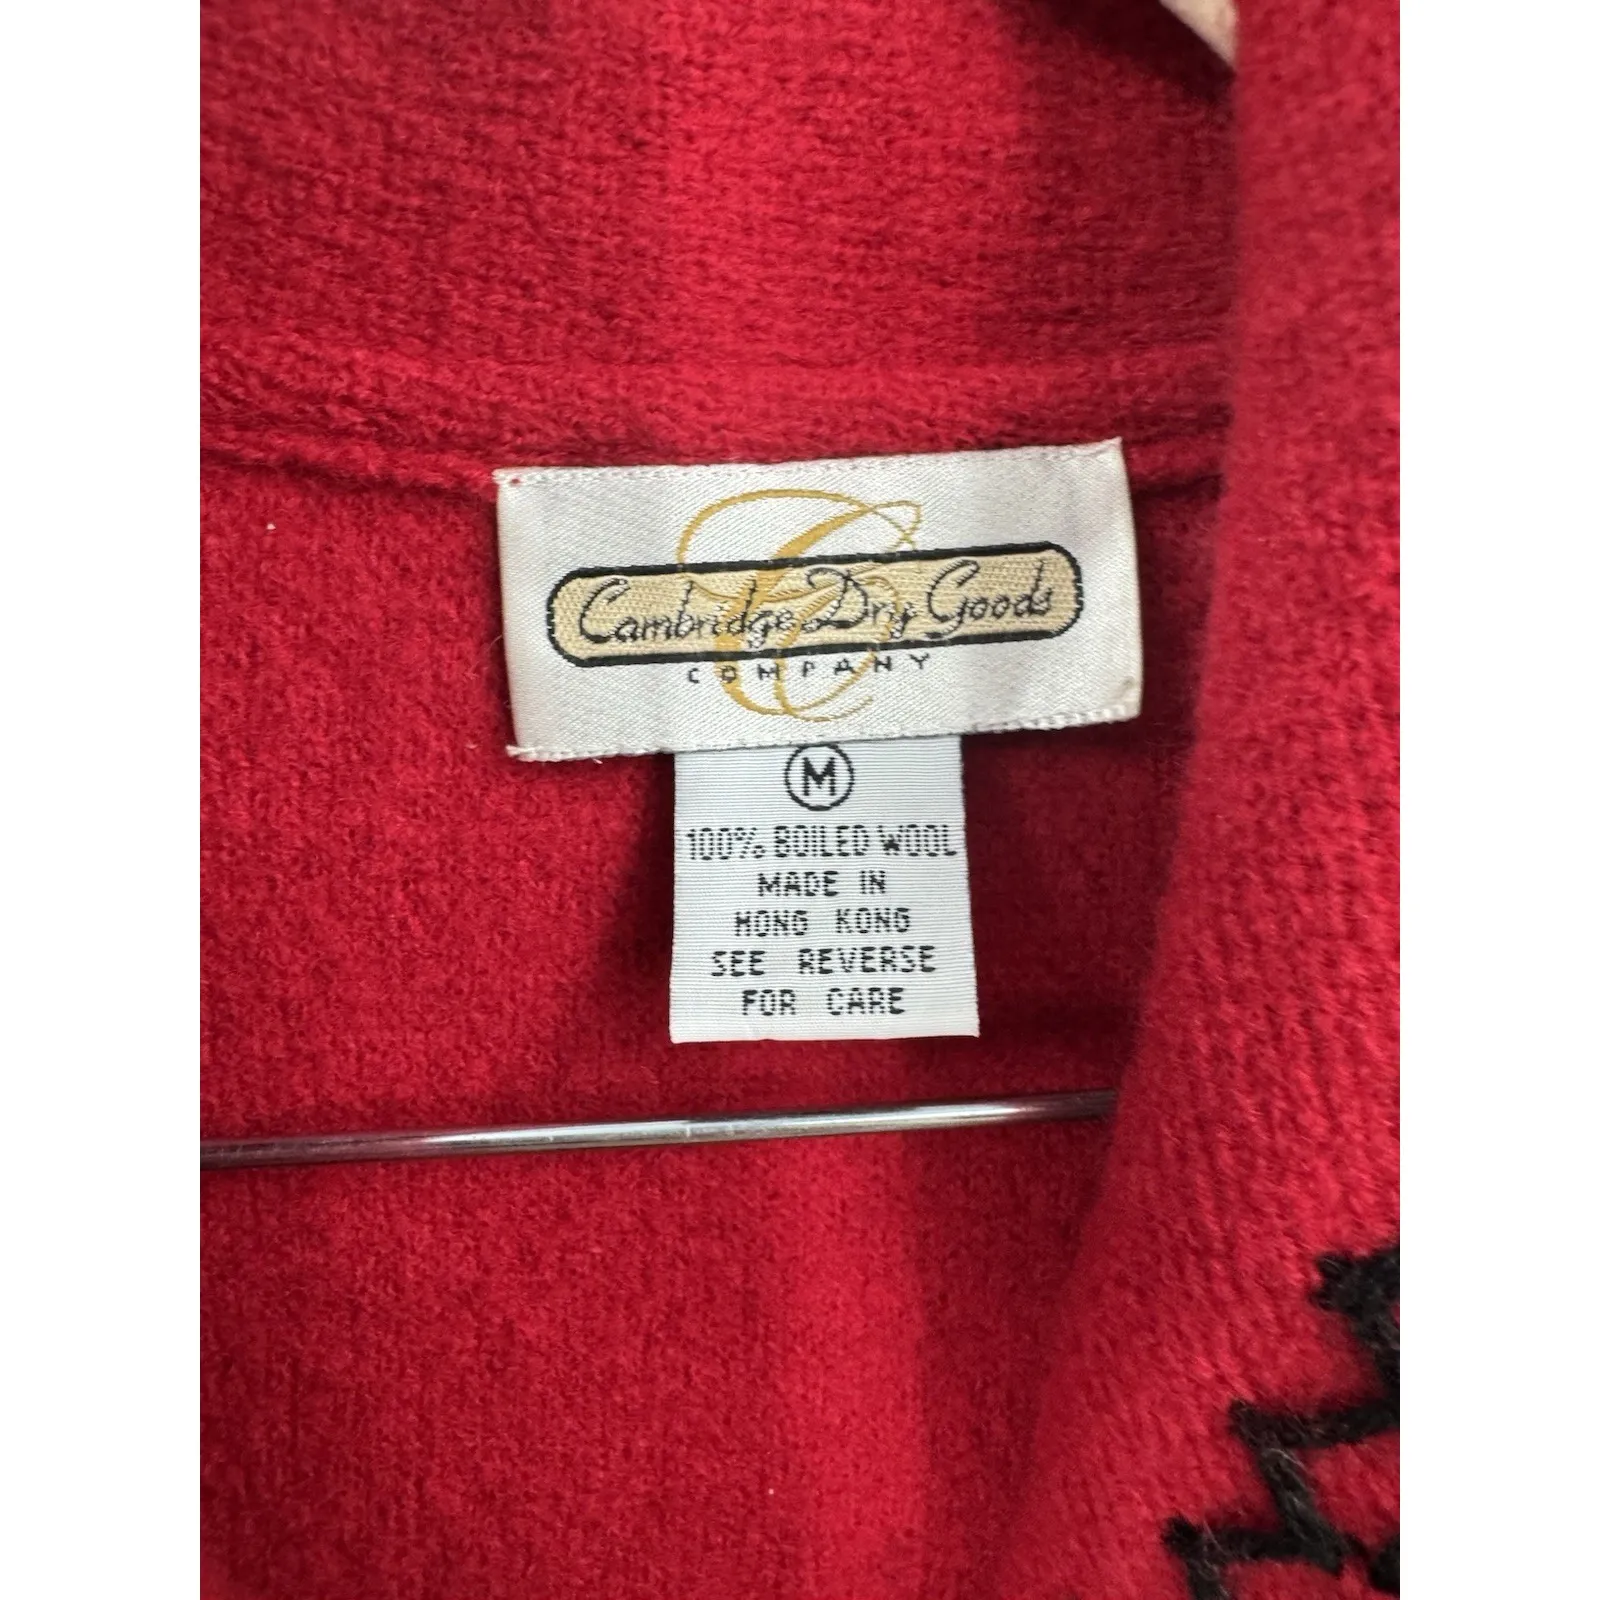 Cambridge Dry Goods
COMPANY
M
100% BOILED WOOL
MADE IN
HONG KONG
SEE REVERSE
FOR CARE